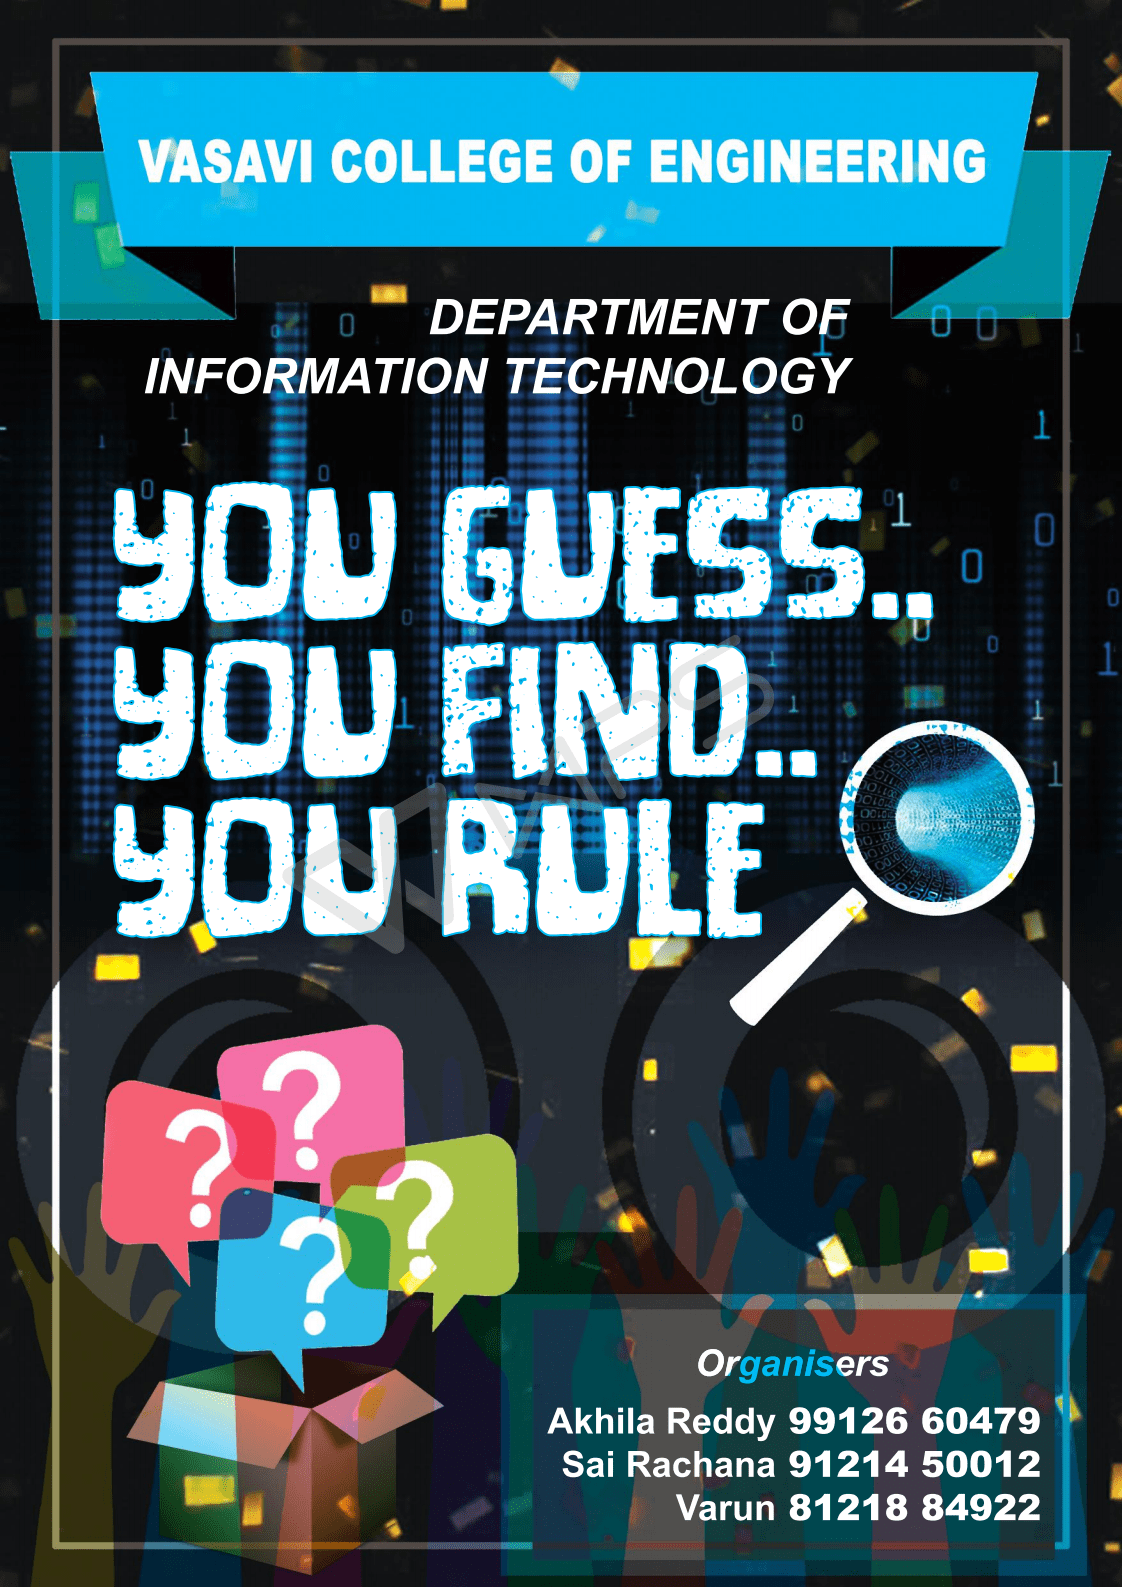 VASAVI COLLEGE OF ENGINEERING
DEPARTMENT OF
INFORMATION TECHNOLOGY
YOU GUESS..
YOU FIND..
YOU RULE
VAAPS
? ? ? ?
Organisers
Akhila Reddy 99126 60479
Sai Rachana 91214 50012
Varun 81218 84922